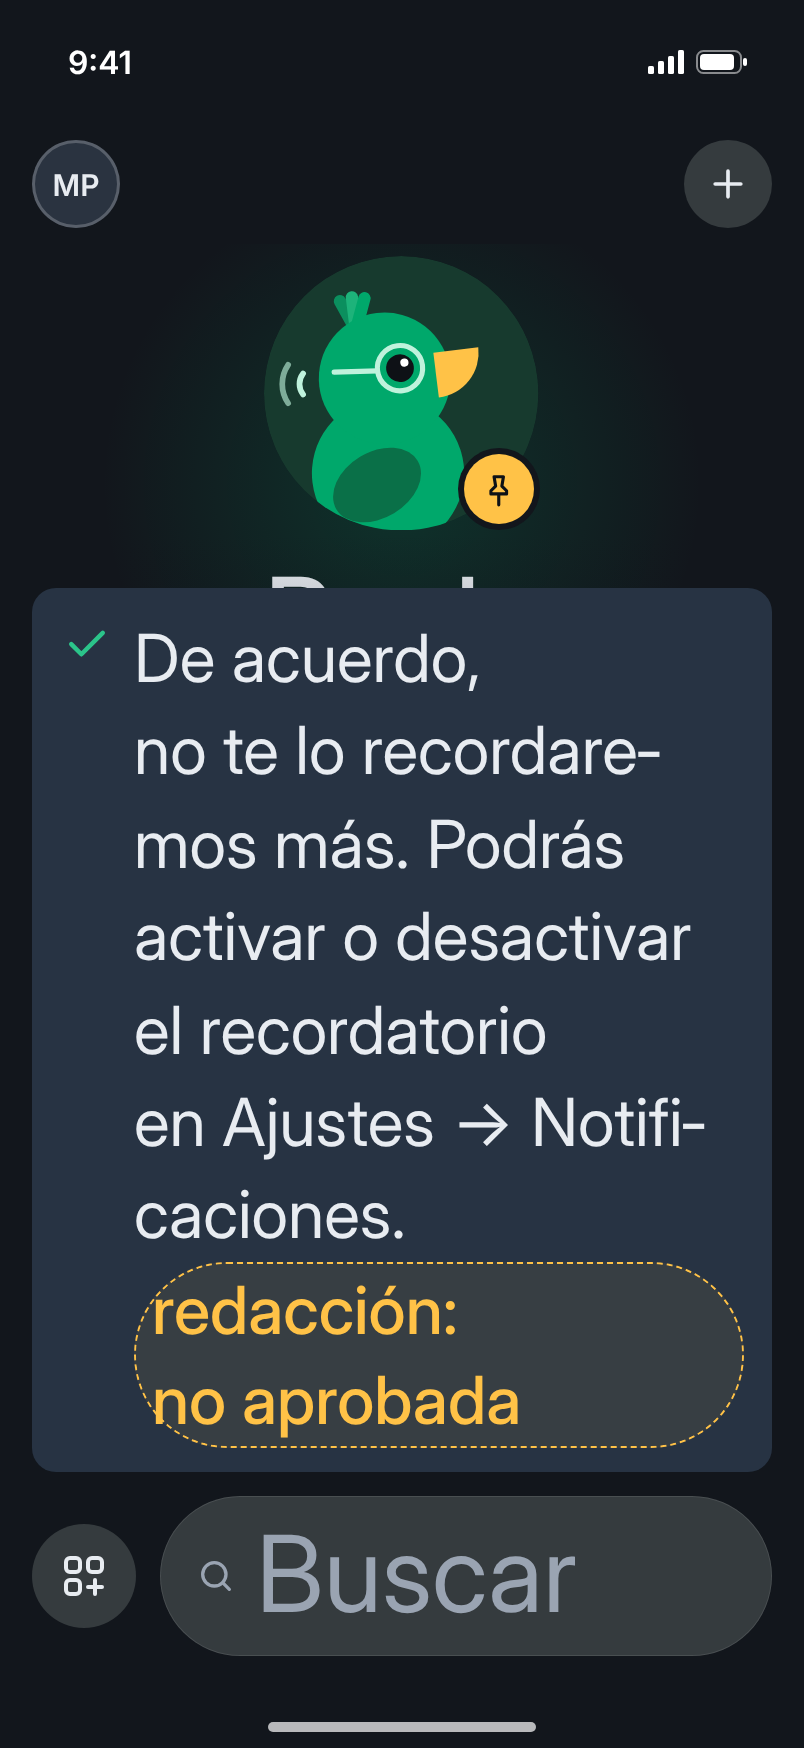 9:41
MP
De acuerdo,
no te lo recordare-
mos más. Podrás
activar o desactivar
el recordatorio
en Ajustes → Notifi-
caciones.
redacción:
no aprobada
Buscar